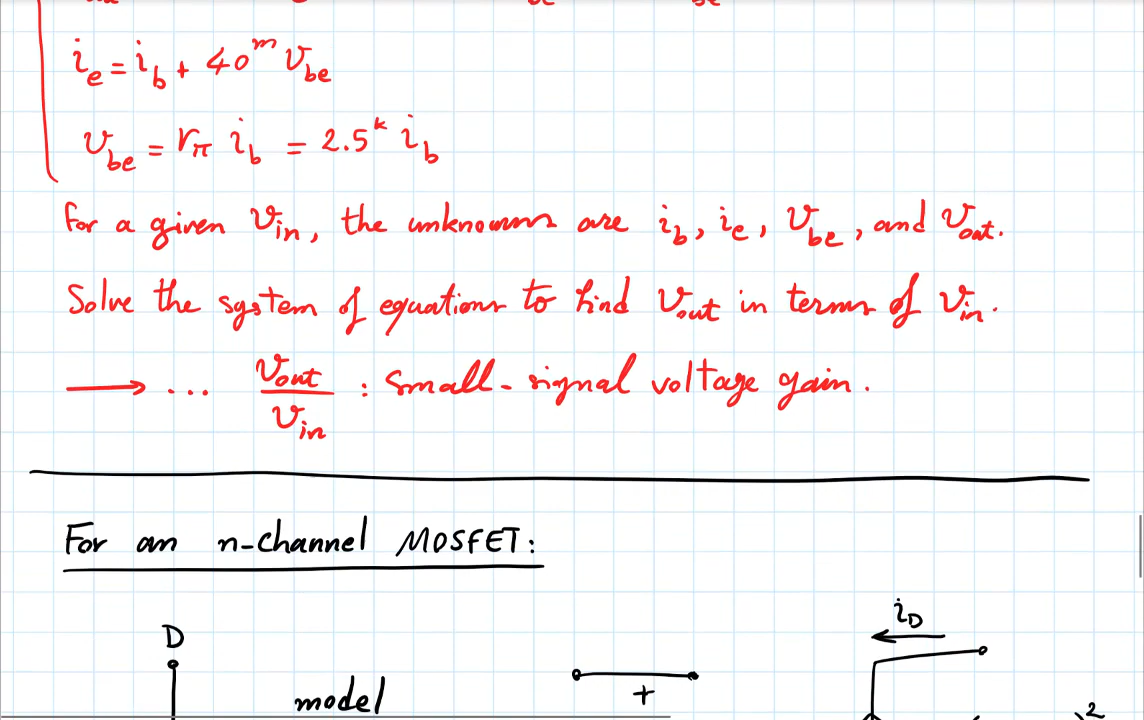 i_e = i_b + 40^m v_be
v_be = r_π i_b = 2.5^k i_b
For a given v_in, the unknowns are i_b, i_e, v_be, and v_out.
Solve the system of equations to find v_out in terms of v_in.
⟶ ... v_out / v_in : Small-signal voltage gain.
For an n-channel MOSFET:
i_D
D
model
+
)^2